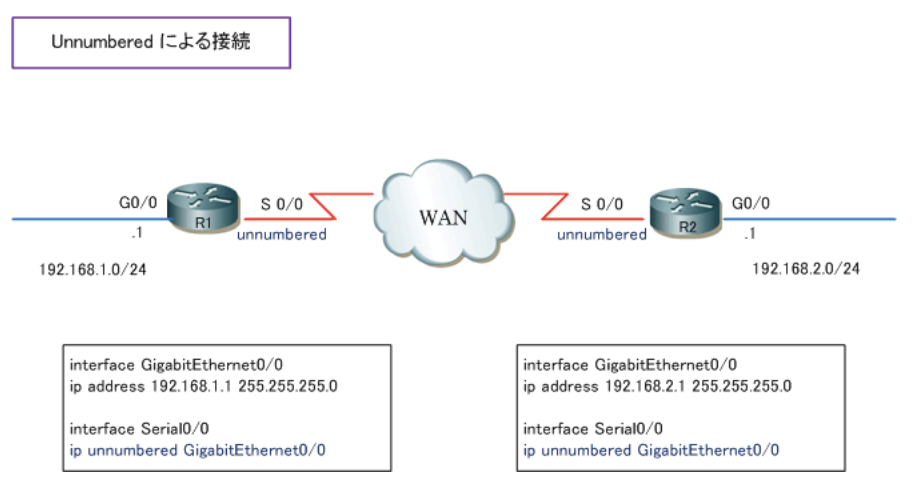 Unnumbered による接続
G0/0
R1
S 0/0
WAN
S 0/0
R2
G0/0
.1
unnumbered
unnumbered
.1
192.168.1.0/24
192.168.2.0/24
interface GigabitEthernet0/0
ip address 192.168.1.1 255.255.255.0
interface Serial0/0
ip unnumbered GigabitEthernet0/0
interface GigabitEthernet0/0
ip address 192.168.2.1 255.255.255.0
interface Serial0/0
ip unnumbered GigabitEthernet0/0